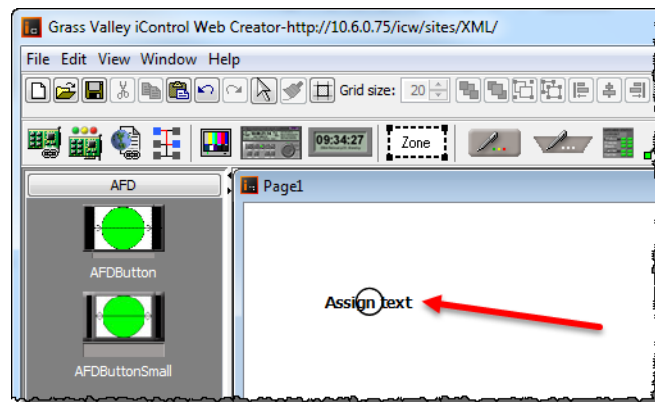 Grass Valley iControl Web Creator-http://10.6.0.75/icw/sites/XML/
File Edit View Window Help
Grid size: 20
09:34:27
Zone
AFD
Page1
AFDButton
Assign text
AFDButtonSmall